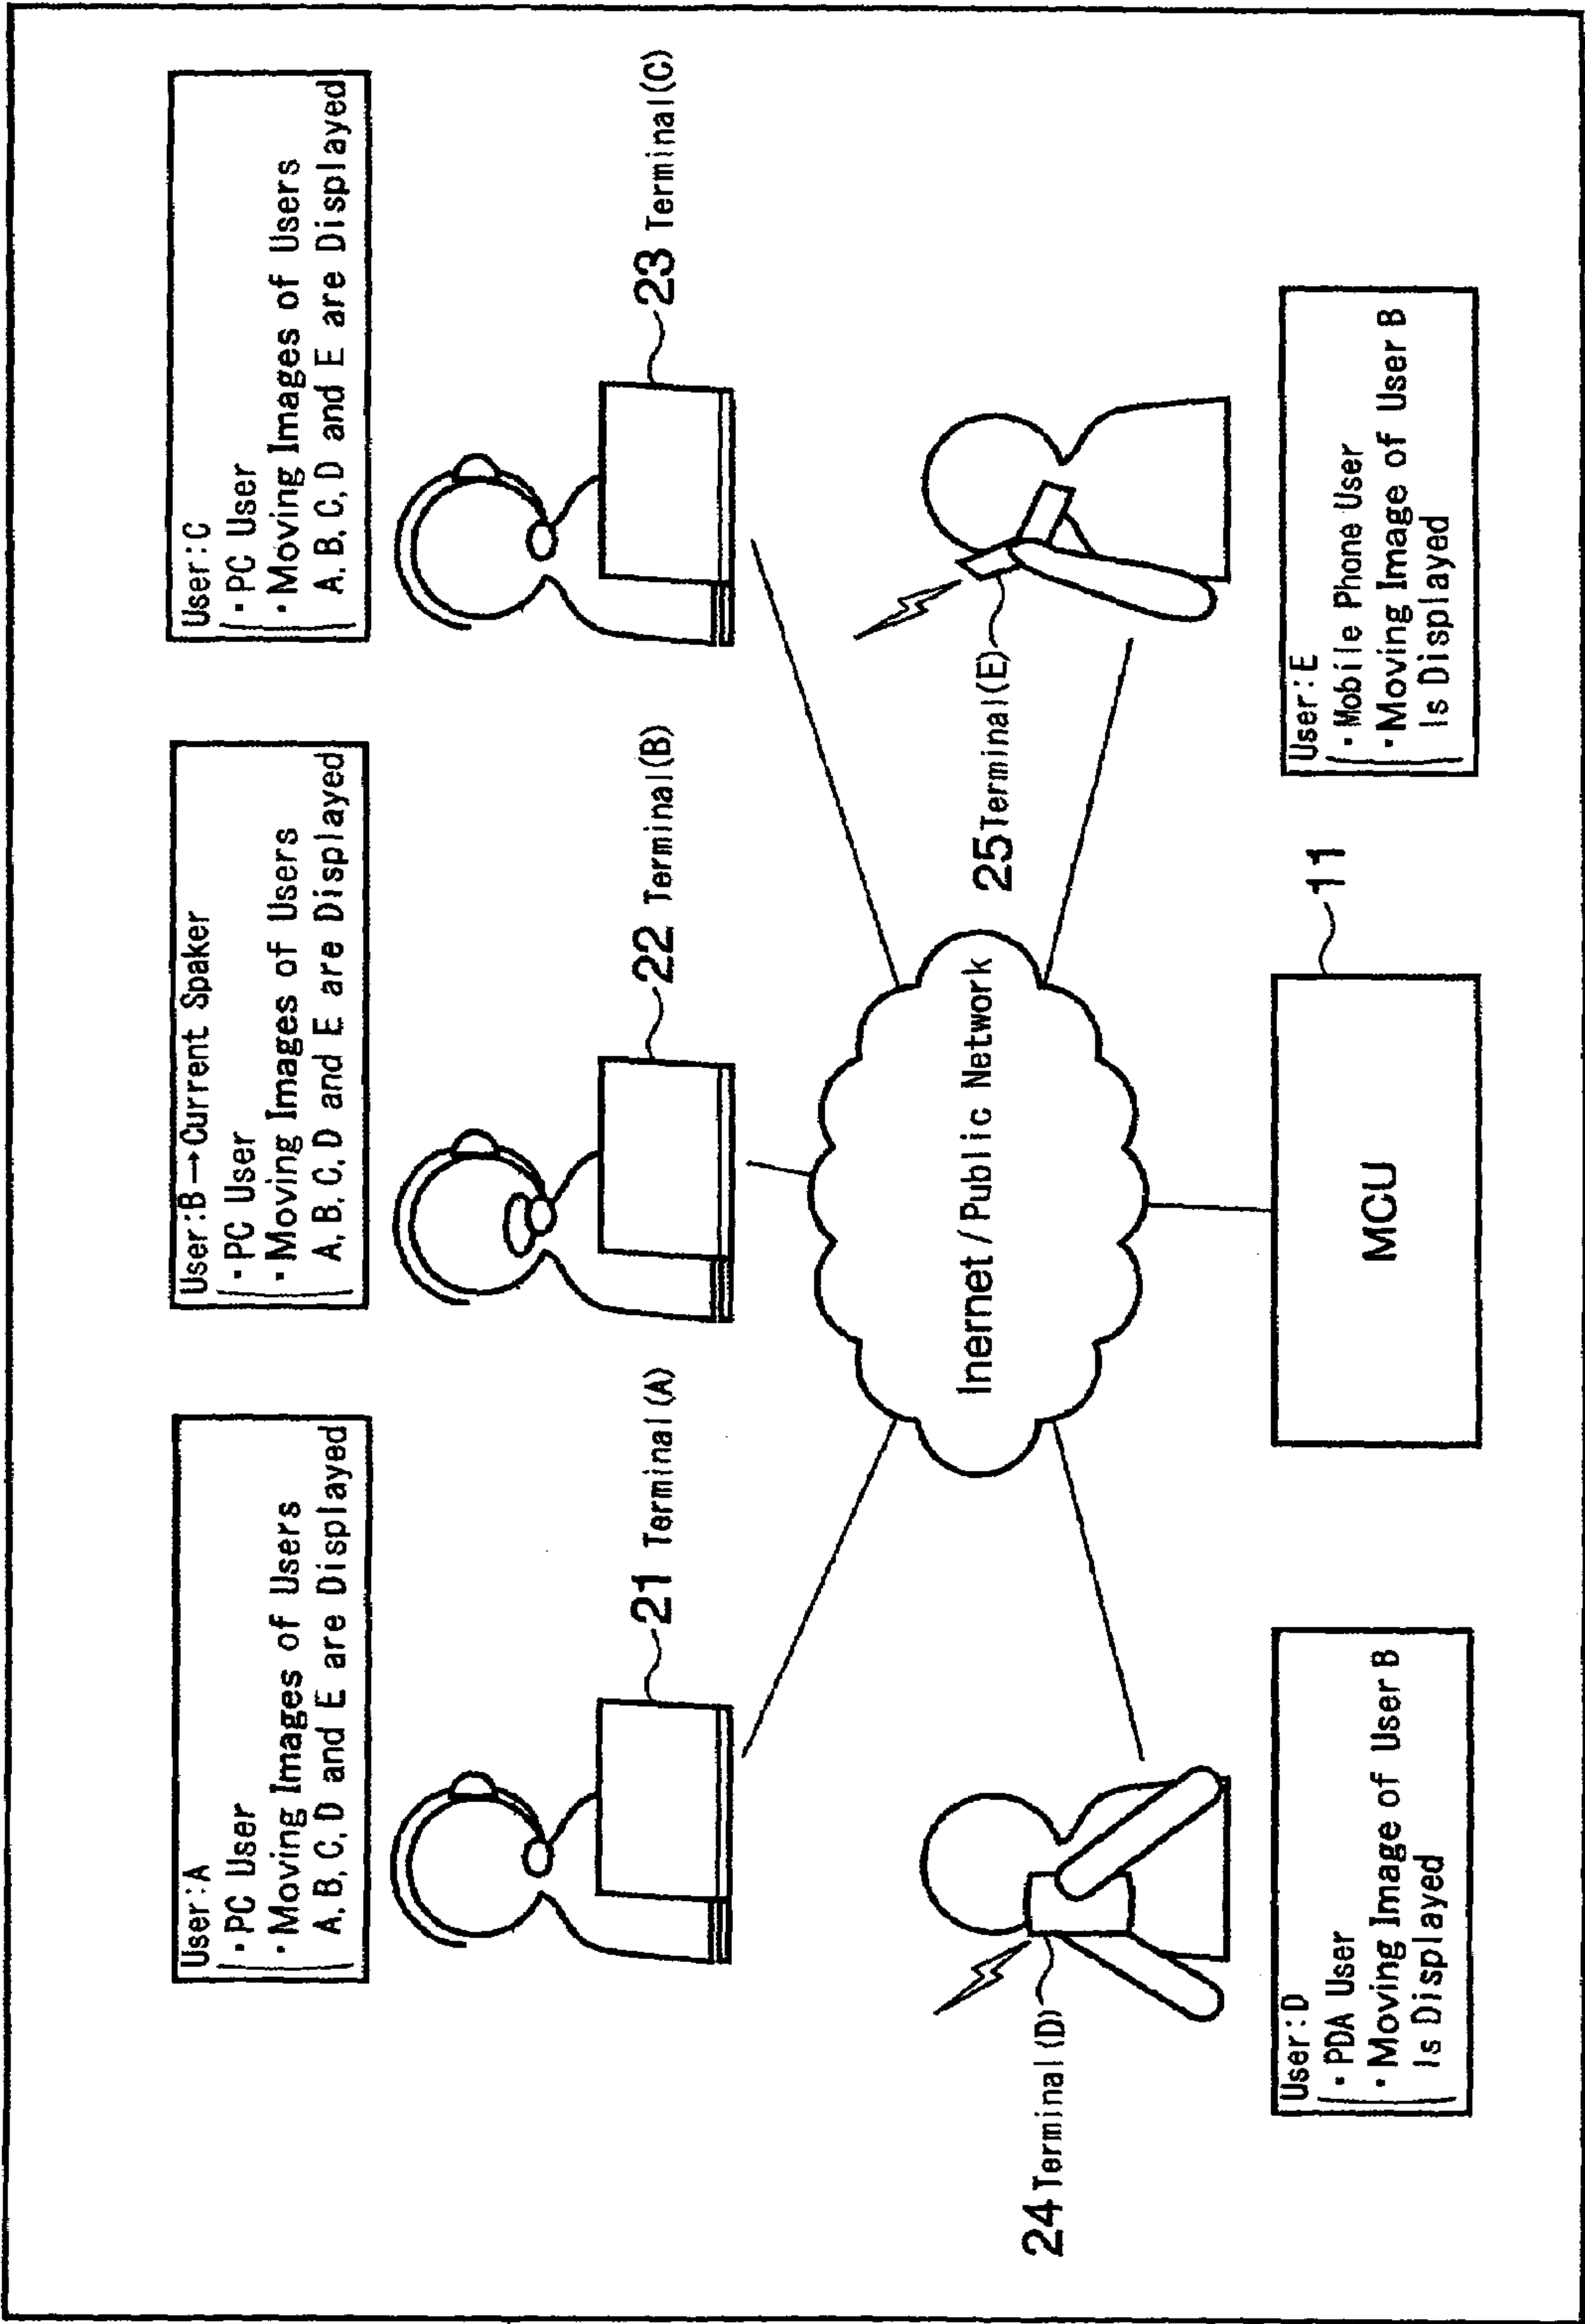 User:A
・PC User
・Moving Images of Users
A,B,C,D and E are Displayed
User:B→Current Spaker
・PC User
・Moving Images of Users
A,B,C,D and E are Displayed
User:C
・PC User
・Moving Images of Users
A,B,C,D and E are Displayed
21 Terminal(A)
22 Terminal(B)
23 Terminal(C)
Inernet/Public Network
24 Terminal(D)
25 Terminal(E)
User:D
・PDA User
・Moving Image of User B
Is Displayed
MCU
11
User:E
・Mobile Phone User
・Moving Image of User B
Is Displayed